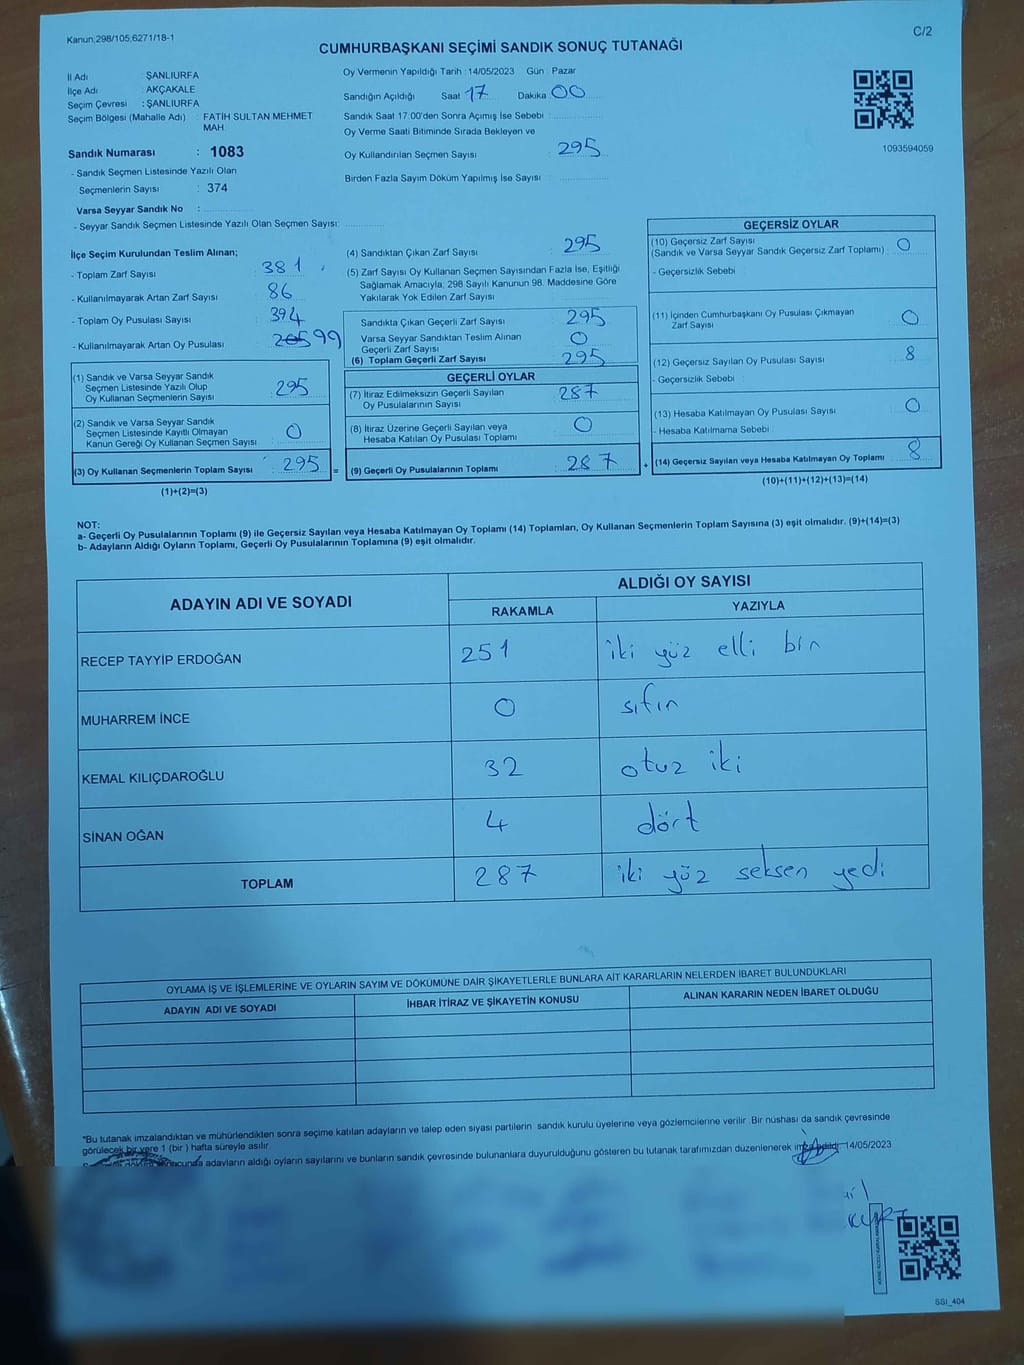 Kanun;298/105;6271/18-1
C/2
CUMHURBAŞKANI SEÇİMİ SANDIK SONUÇ TUTANAĞI
İl Adı : ŞANLIURFA
İlçe Adı : AKÇAKALE
Seçim Çevresi : ŞANLIURFA
Seçim Bölgesi (Mahalle Adı) : FATİH SULTAN MEHMET
MAH
Sandık Numarası : 1083
- Sandık Seçmen Listesinde Yazılı Olan
Seçmenlerin Sayısı : 374
Varsa Seyyar Sandık No :
- Seyyar Sandık Seçmen Listesinde Yazılı Olan Seçmen Sayısı:
Oy Vermenin Yapıldığı Tarih : 14/05/2023 Gün : Pazar
Sandığın Açıldığı Saat 17 Dakika 00
Sandık Saat 17.00'den Sonra Açımış İse Sebebi :
Oy Verme Saati Bitiminde Sırada Bekleyen ve
Oy Kullandırılan Seçmen Sayısı : 295
Birden Fazla Sayım Döküm Yapılmış İse Sayısı :
1093594059
İlçe Seçim Kurulundan Teslim Alınan;
- Toplam Zarf Sayısı : 381
- Kullanılmayarak Artan Zarf Sayısı : 86
- Toplam Oy Pusulası Sayısı : 394
- Kullanılmayarak Artan Oy Pusulası : 99
(1) Sandık ve Varsa Seyyar Sandık
Seçmen Listesinde Yazılı Olup
Oy Kullanan Seçmenlerin Sayısı : 295
(2) Sandık ve Varsa Seyyar Sandık
Seçmen Listesinde Kayıtlı Olmayan
Kanun Gereği Oy Kullanan Seçmen Sayısı : 0
(3) Oy Kullanan Seçmenlerin Toplam Sayısı : 295 =
(1)+(2)=(3)
(4) Sandıktan Çıkan Zarf Sayısı : 295
(5) Zarf Sayısı Oy Kullanan Seçmen Sayısından Fazla İse, Eşitliği
Sağlamak Amacıyla; 298 Sayılı Kanunun 98. Maddesine Göre
Yakılarak Yok Edilen Zarf Sayısı :
Sandıkta Çıkan Geçerli Zarf Sayısı : 295
Varsa Seyyar Sandıktan Teslim Alınan
Geçerli Zarf Sayısı : 0
(6) Toplam Geçerli Zarf Sayısı : 295
GEÇERLİ OYLAR
(7) İtiraz Edilmeksizin Geçerli Sayılan
Oy Pusulalarının Sayısı : 287
(8) İtiraz Üzerine Geçerli Sayılan veya
Hesaba Katılan Oy Pusulası Toplamı : 0
(9) Geçerli Oy Pusulalarının Toplamı : 287 +
GEÇERSİZ OYLAR
(10) Geçersiz Zarf Sayısı
(Sandık ve Varsa Seyyar Sandık Geçersiz Zarf Toplamı) : 0
- Geçersizlik Sebebi :
(11) İçinden Cumhurbaşkanı Oy Pusulası Çıkmayan
Zarf Sayısı : 0
(12) Geçersiz Sayılan Oy Pusulası Sayısı : 8
- Geçersizlik Sebebi :
(13) Hesaba Katılmayan Oy Pusulası Sayısı : 0
- Hesaba Katılmama Sebebi :
(14) Geçersiz Sayılan veya Hesaba Katılmayan Oy Toplamı : 8
(10)+(11)+(12)+(13)=(14)
NOT:
a- Geçerli Oy Pusulalarının Toplamı (9) ile Geçersiz Sayılan veya Hesaba Katılmayan Oy Toplamı (14) Toplamları, Oy Kullanan Seçmenlerin Toplam Sayısına (3) eşit olmalıdır. (9)+(14)=(3)
b- Adayların Aldığı Oyların Toplamı, Geçerli Oy Pusulalarının Toplamına (9) eşit olmalıdır.
ADAYIN ADI VE SOYADI ALDIĞI OY SAYISI
RAKAMLA YAZIYLA
RECEP TAYYİP ERDOĞAN 251 iki yüz elli bin
MUHARREM İNCE 0 sıfır
KEMAL KILIÇDAROĞLU 32 otuz iki
SİNAN OĞAN 4 dört
TOPLAM 287 iki yüz seksen yedi
OYLAMA İŞ VE İŞLEMLERİNE VE OYLARIN SAYIM VE DÖKÜMÜNE DAİR ŞİKAYETLERLE BUNLARA AİT KARARLARIN NELERDEN İBARET BULUNDUKLARI
ADAYIN ADI VE SOYADI İHBAR İTİRAZ VE ŞİKAYETİN KONUSU ALINAN KARARIN NEDEN İBARET OLDUĞU
*Bu tutanak imzalandıktan ve mühürlendikten sonra seçime katılan adayların ve talep eden siyasi partilerin sandık kurulu üyelerine veya gözlemcilerine verilir. Bir nüshası da sandık çevresinde
görülecek bir yere 1 (bir ) hafta süreyle asılır.
adayların aldığı oyların sayılarını ve bunların sandık çevresinde bulunanlara duyurulduğunu gösteren bu tutanak tarafımızdan düzenlenerek 14/05/2023
KURT
SSI_404